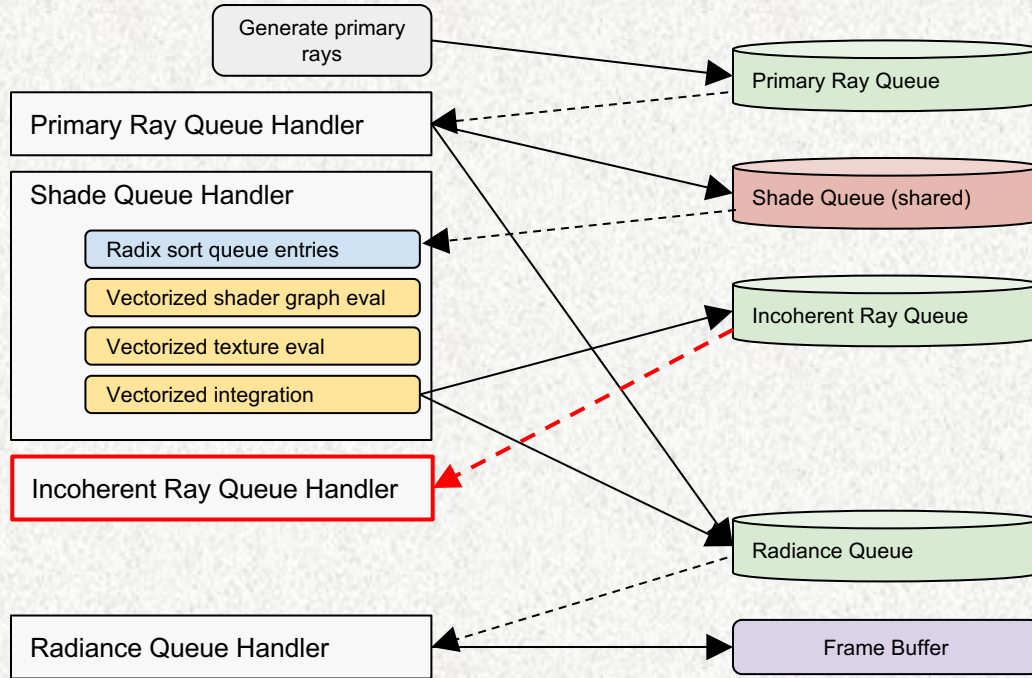 Generate primary
rays
Primary Ray Queue
Primary Ray Queue Handler
Shade Queue Handler
Shade Queue (shared)
Radix sort queue entries
Vectorized shader graph eval
Incoherent Ray Queue
Vectorized texture eval
Vectorized integration
Incoherent Ray Queue Handler
Radiance Queue
Radiance Queue Handler
Frame Buffer